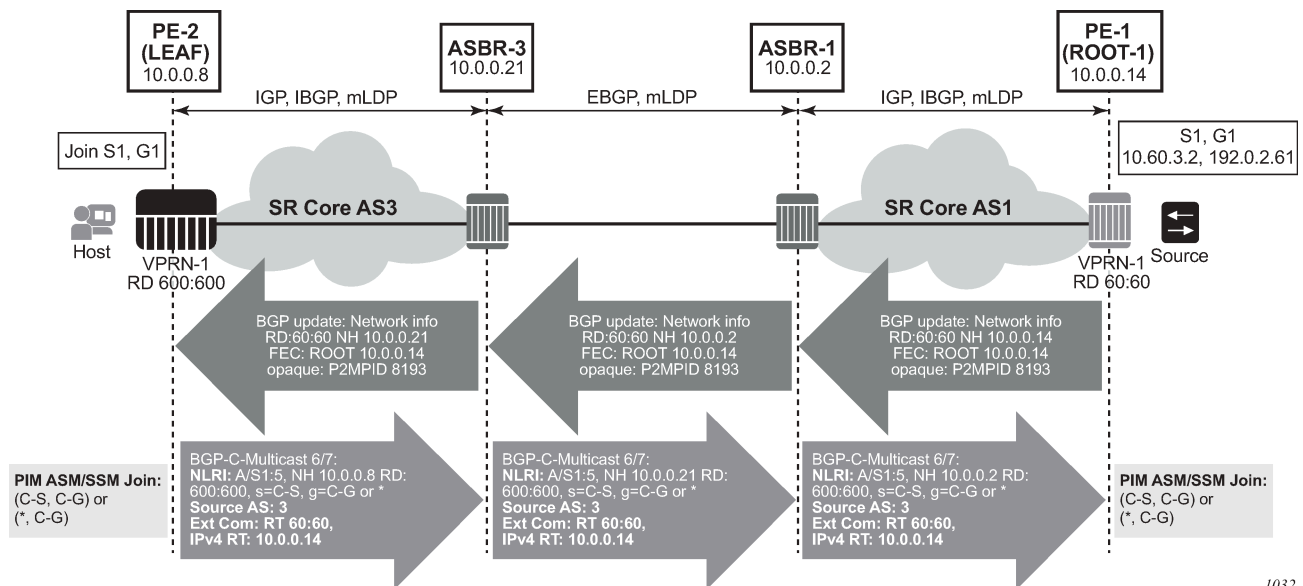 PE-2
(LEAF)
10.0.0.8
ASBR-3
10.0.0.21
ASBR-1
10.0.0.2
PE-1
(ROOT-1)
10.0.0.14
IGP, IBGP, mLDP
EBGP, mLDP
IGP, IBGP, mLDP
Join S1, G1
S1, G1
10.60.3.2, 192.0.2.61
SR Core AS3
SR Core AS1
Host
VPRN-1
RD 600:600
VPRN-1
RD 60:60
Source
BGP update: Network info
RD:60:60 NH 10.0.0.21
FEC: ROOT 10.0.0.14
opaque: P2MPID 8193
BGP update: Network info
RD:60:60 NH 10.0.0.2
FEC: ROOT 10.0.0.14
opaque: P2MPID 8193
BGP update: Network info
RD:60:60 NH 10.0.0.14
FEC: ROOT 10.0.0.14
opaque: P2MPID 8193
PIM ASM/SSM Join:
(C-S, C-G) or
(*, C-G)
BGP-C-Multicast 6/7:
NLRI: A/S1:5, NH 10.0.0.8 RD:
600:600, s=C-S, g=C-G or *
Source AS: 3
Ext Com: RT 60:60,
IPv4 RT: 10.0.0.14
BGP-C-Multicast 6/7:
NLRI: A/S1:5, NH 10.0.0.21 RD:
600:600, s=C-S, g=C-G or *
Source AS: 3
Ext Com: RT 60:60,
IPv4 RT: 10.0.0.14
BGP-C-Multicast 6/7:
NLRI: A/S1:5, NH 10.0.0.2 RD:
600:600, s=C-S, g=C-G or *
Source AS: 3
Ext Com: RT 60:60,
IPv4 RT: 10.0.0.14
PIM ASM/SSM Join:
(C-S, C-G) or
(*, C-G)
1032